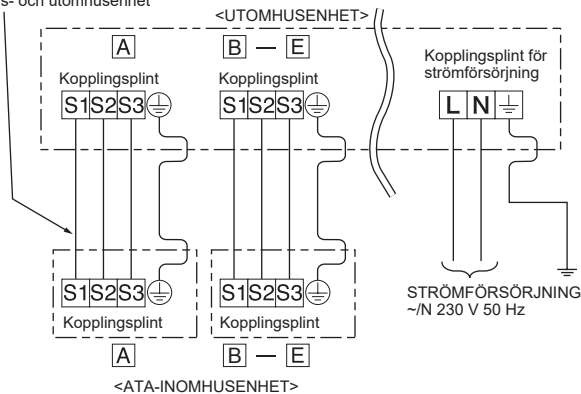 s- och utomhusenhet
<UTOMHUSENHET>
A
B — E
Kopplingsplint
Kopplingsplint
Kopplingsplint för
strömförsörjning
S1 S2 S3
S1 S2 S3
L N
S1 S2 S3
S1 S2 S3
Kopplingsplint
Kopplingsplint
STRÖMFÖRSÖRJNING
~/N 230 V 50 Hz
A
B — E
<ATA-INOMHUSENHET>